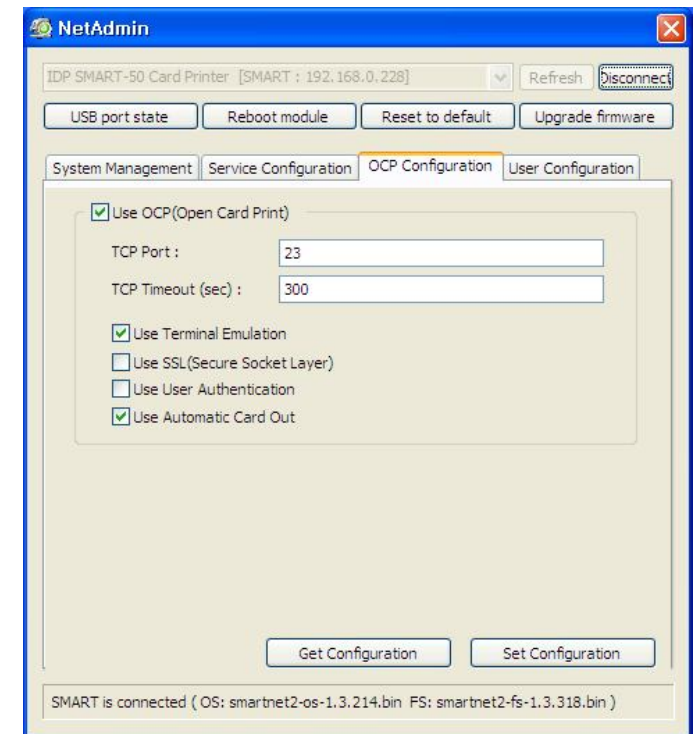 NetAdmin
IDP SMART-50 Card Printer [SMART : 192.168.0.228] Refresh Disconnect
USB port state Reboot module Reset to default Upgrade firmware
System Management Service Configuration OCP Configuration User Configuration
Use OCP(Open Card Print)
TCP Port : 23
TCP Timeout (sec) : 300
Use Terminal Emulation
Use SSL(Secure Socket Layer)
Use User Authentication
Use Automatic Card Out
Get Configuration Set Configuration
SMART is connected ( OS: smartnet2-os-1.3.214.bin FS: smartnet2-fs-1.3.318.bin )